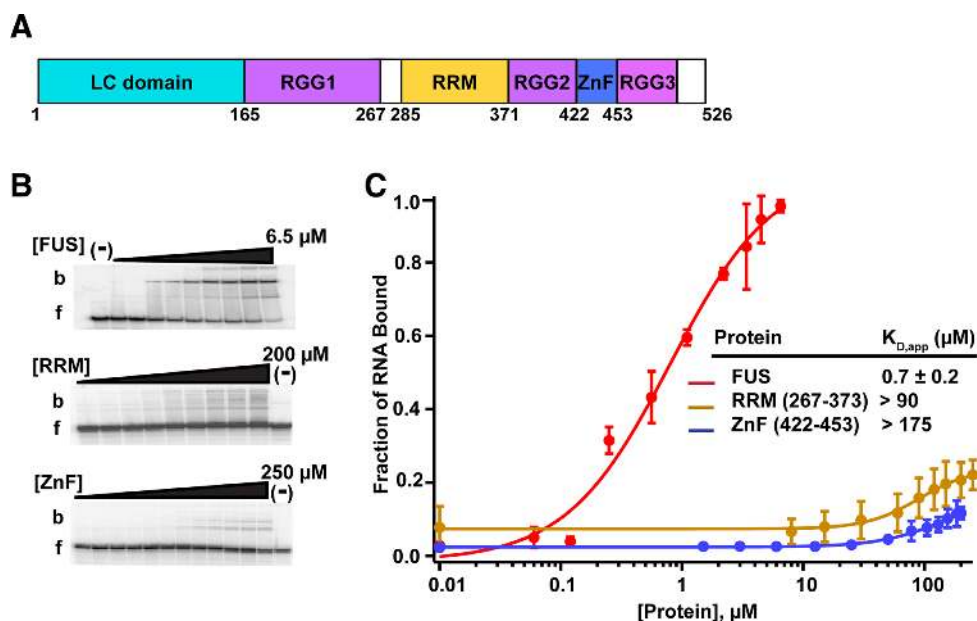 A
LC domain RGG1 RRM RGG2 ZnF RGG3
1 165 267 285 371 422 453 526
B
[FUS] (-) 6.5 µM
b
f
[RRM] 200 µM (-)
b
f
[ZnF] 250 µM (-)
b
f
C
Fraction of RNA Bound
1.0
0.8
0.6
0.4
0.2
0.0
Protein K D,app (µM)
FUS 0.7 ± 0.2
RRM (267-373) > 90
ZnF (422-453) > 175
0.01 0.1 1 10 100
[Protein], µM